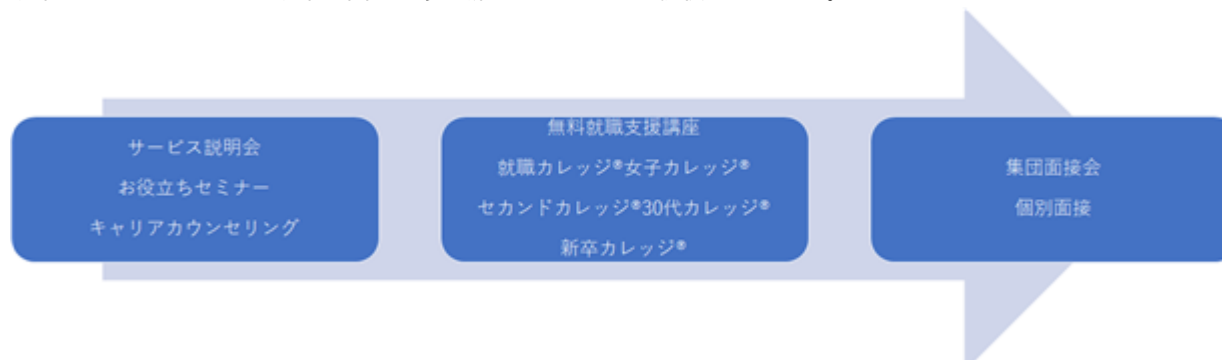 サービス説明会
お役立ちセミナー
キャリアカウンセリング
無料就職支援講座
就職カレッジ®女子カレッジ®
セカンドカレッジ®30代カレッジ®
新卒カレッジ®
集団面接会
個別面接